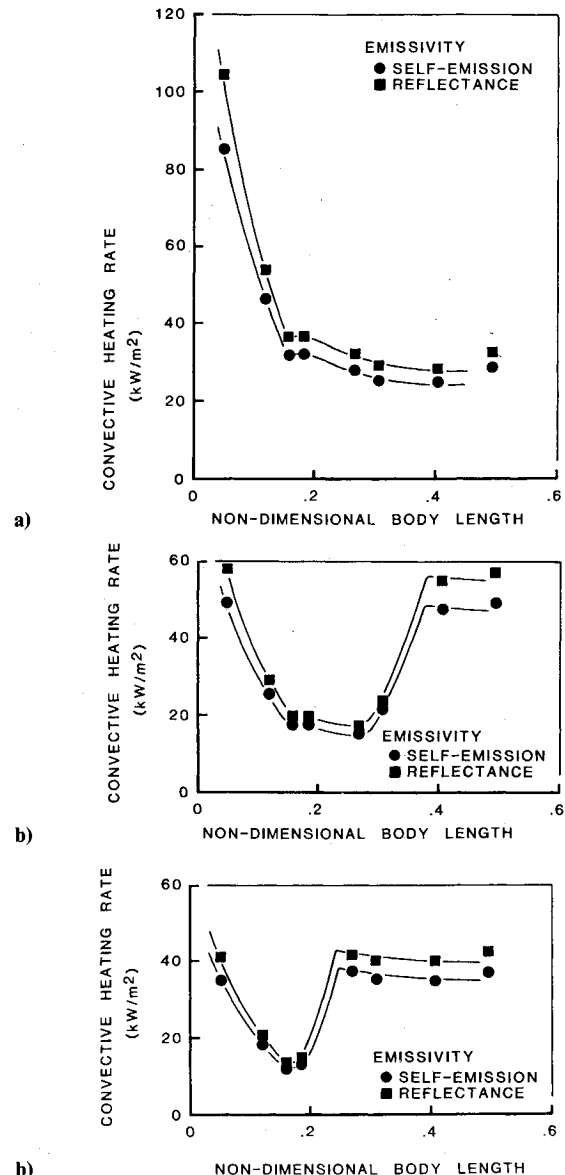 120
100
80
60
40
20
0
CONVECTIVE HEATING RATE
(kW/m2)
EMISSIVITY
SELF-EMISSION
REFLECTANCE
0 .2 .4 .6
a) NON-DIMENSIONAL BODY LENGTH
60
40
20
0
CONVECTIVE HEATING RATE
(kW/m2)
EMISSIVITY
SELF-EMISSION
REFLECTANCE
0 .2 .4 .6
b) NON-DIMENSIONAL BODY LENGTH
60
40
20
0
CONVECTIVE HEATING RATE
(kW/m2)
EMISSIVITY
SELF-EMISSION
REFLECTANCE
0 .2 .4 .6
b) NON-DIMENSIONAL BODY LENGTH